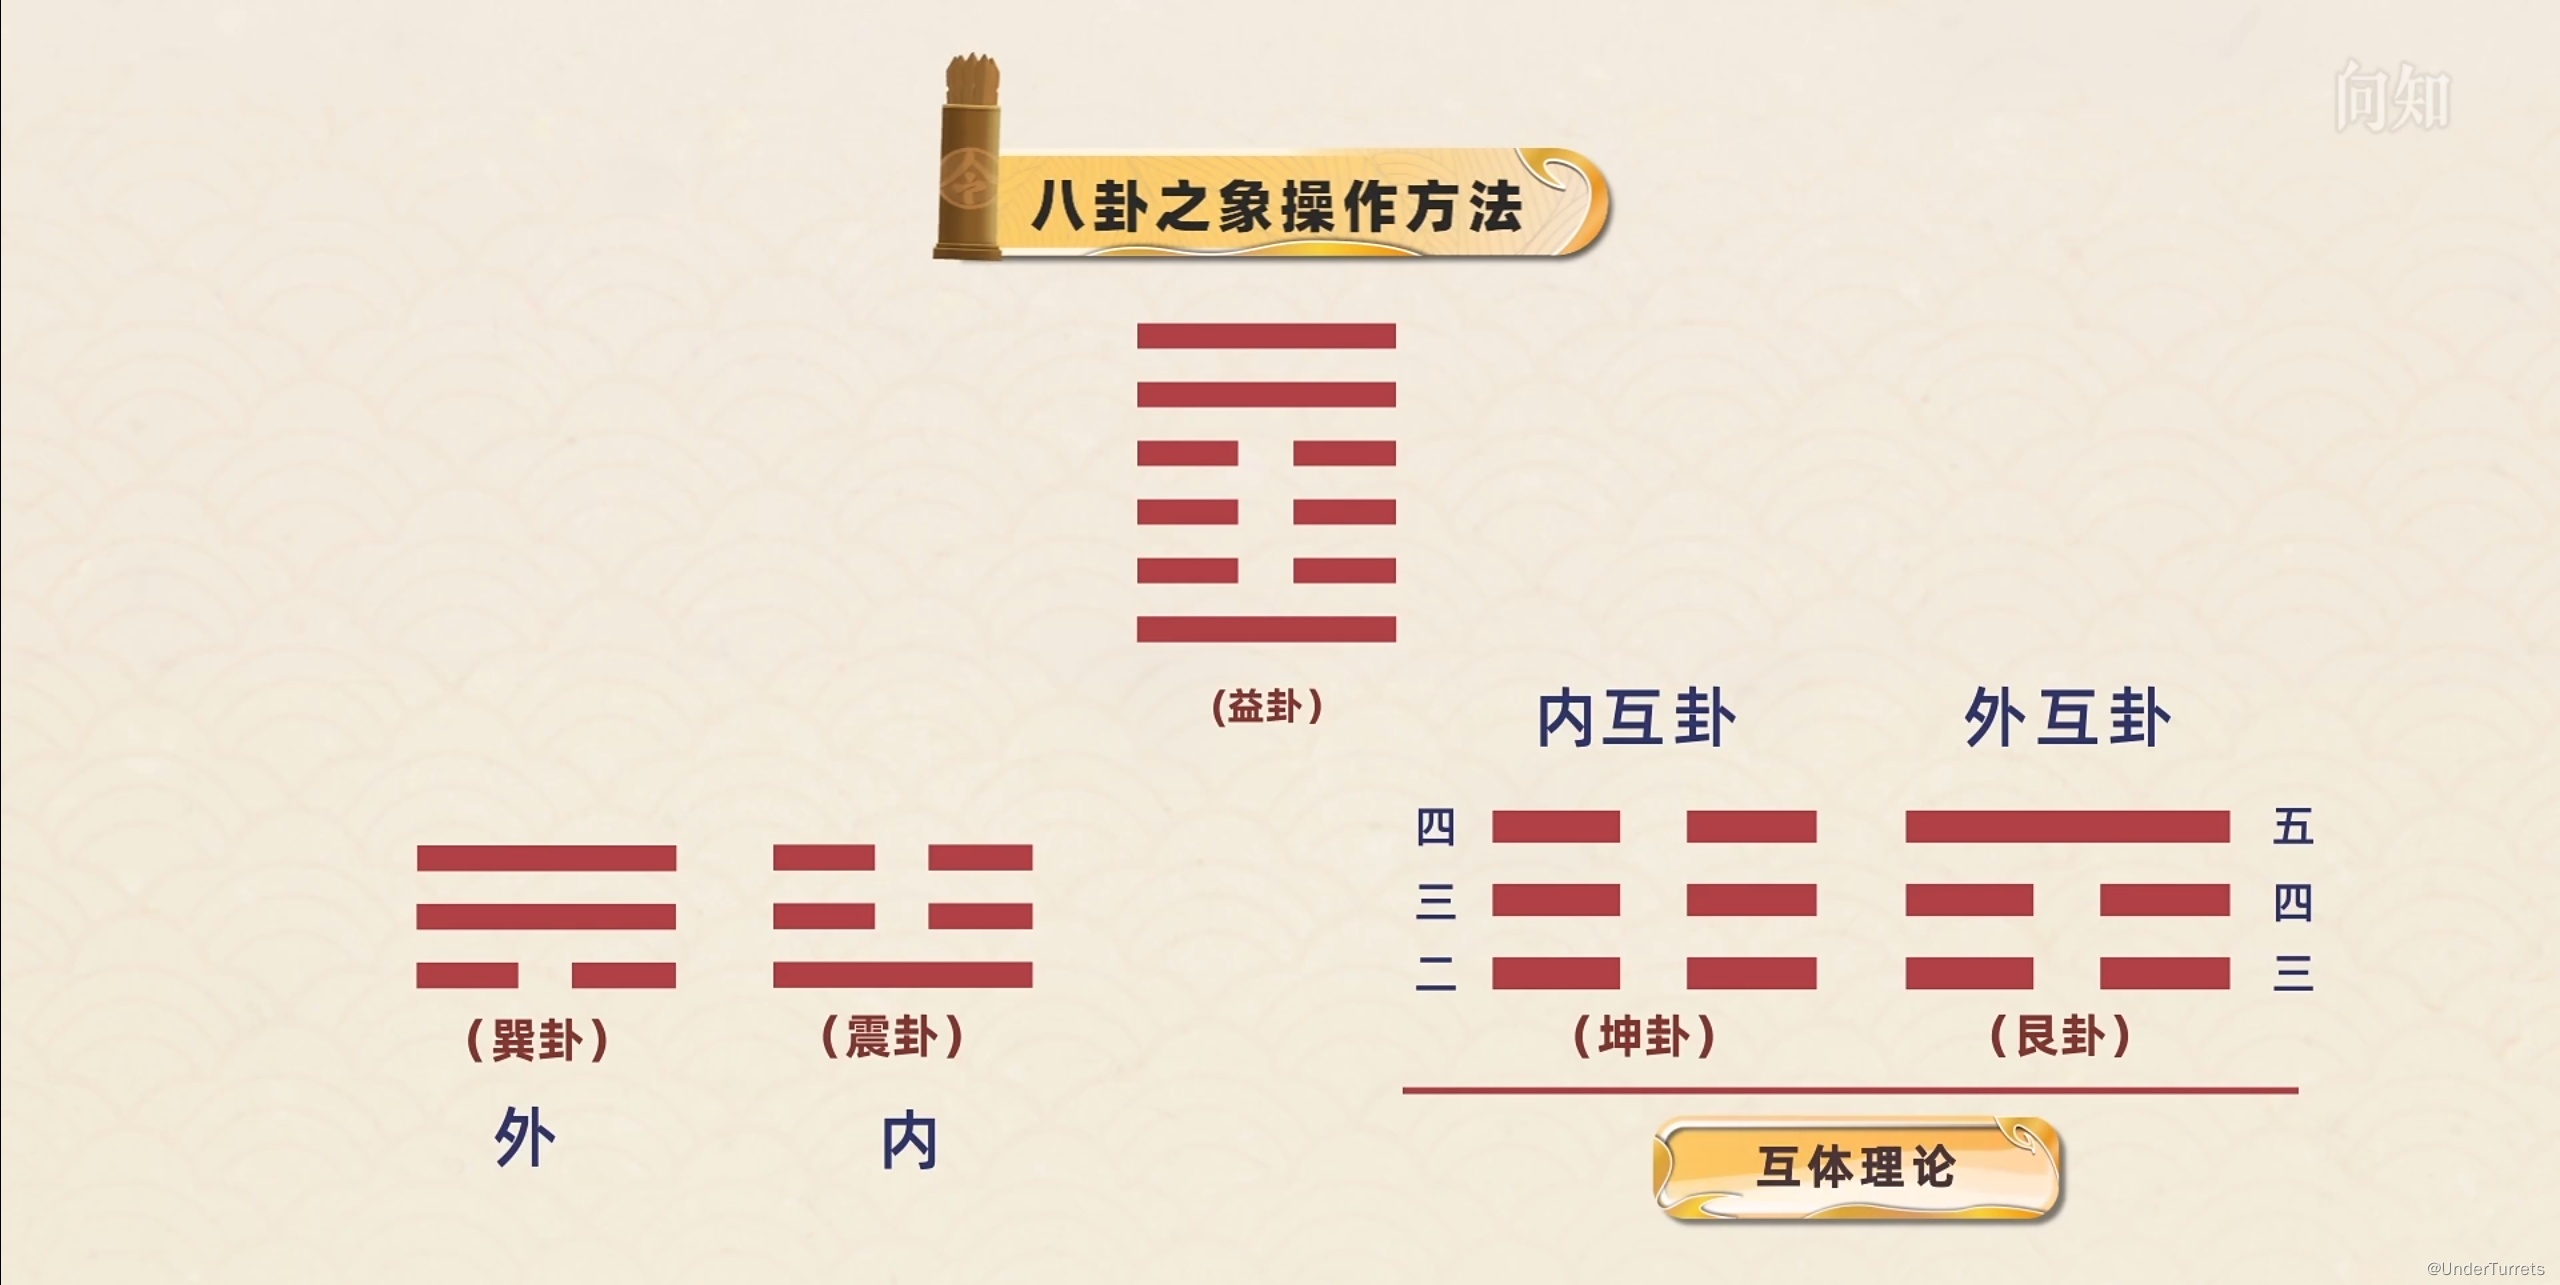 问知
令
八卦之象操作方法
(益卦)
内互卦
外互卦
四
三
二
五
四
三
(巽卦)
(震卦)
(坤卦)
(艮卦)
外
内
互体理论
@UnderTurrets